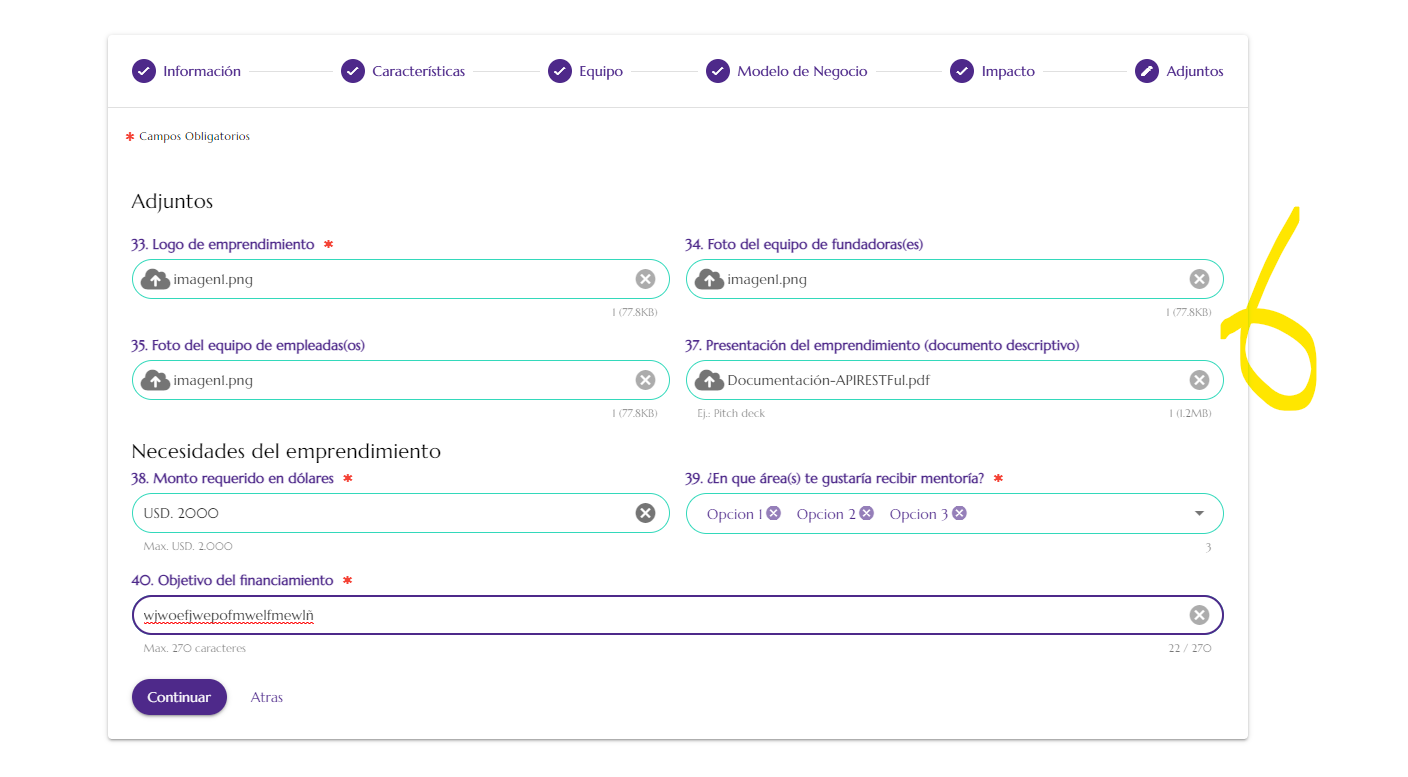 Información Características Equipo Modelo de Negocio Impacto Adjuntos
* Campos Obligatorios
Adjuntos
33. Logo de emprendimiento *
imagen1.png
1 (77.8KB)
34. Foto del equipo de fundadoras(es)
imagen1.png
1 (77.8KB)
6
35. Foto del equipo de empleadas(os)
imagen1.png
1 (77.8KB)
37. Presentación del emprendimiento (documento descriptivo)
Documentación-APIRESTFul.pdf
Ej.: Pitch deck 1 (1.2MB)
Necesidades del emprendimiento
38. Monto requerido en dólares *
USD. 2000
Max. USD. 2.000
39. ¿En que área(s) te gustaría recibir mentoría? *
Opcion 1 Opcion 2 Opcion 3
3
40. Objetivo del financiamiento *
wjwoefjwepofmwelfmewlñ
Max. 270 caracteres 22 / 270
Continuar Atras